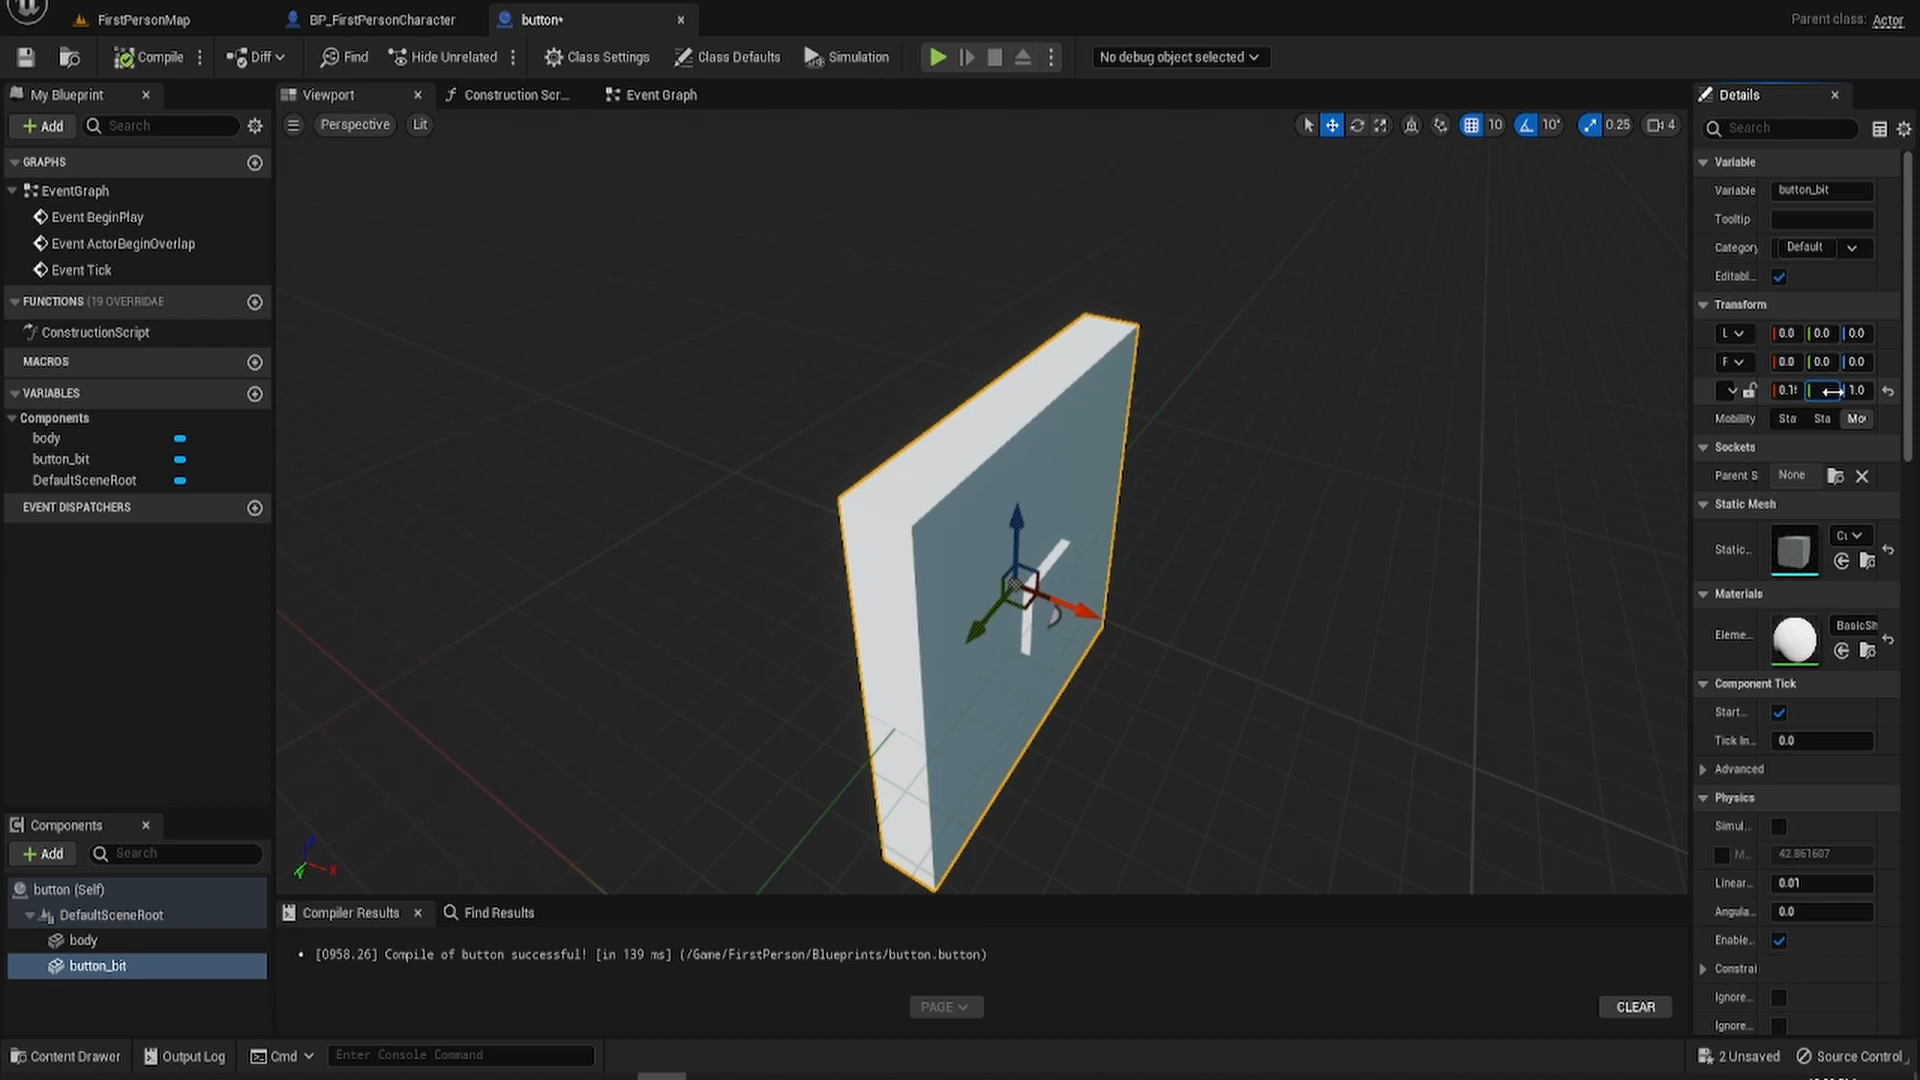 FirstPersonMap
BP_FirstPersonCharacter
button*
Parent class: Actor
Compile
Diff
Find
Hide Unrelated
Class Settings
Class Defaults
Simulation
No debug object selected
My Blueprint
Viewport
Construction Scr...
Event Graph
Details
Add
Search
Perspective
Lit
10
10°
0.25
4
Search
GRAPHS
EventGraph
Event BeginPlay
Event ActorBeginOverlap
Event Tick
FUNCTIONS (19 OVERRIDAB
ConstructionScript
MACROS
VARIABLES
Components
body
button_bit
DefaultSceneRoot
EVENT DISPATCHERS
Variable
Variable button_bit
Tooltip
Category Default
Editabl...
Transform
L 0.0 0.0 0.0
F 0.0 0.0 0.0
1.0
Mobility Sta Sta Mo
Sockets
Parent S None
Static Mesh
Static...
Materials
Eleme... BasicSh
Component Tick
Start...
Tick In... 0.0
Advanced
Physics
Simul...
M... 42.861607
Linear... 0.01
Angula... 0.0
Enable...
Constrai
Ignore...
Ignore...
Components
Add
Search
button (Self)
DefaultSceneRoot
body
button_bit
X
Compiler Results
Find Results
• [0958.26] Compile of button successful! [in 139 ms] (/Game/FirstPerson/Blueprints/button.button)
PAGE
CLEAR
Content Drawer
Output Log
Cmd
Enter Console Command
2 Unsaved
Source Control